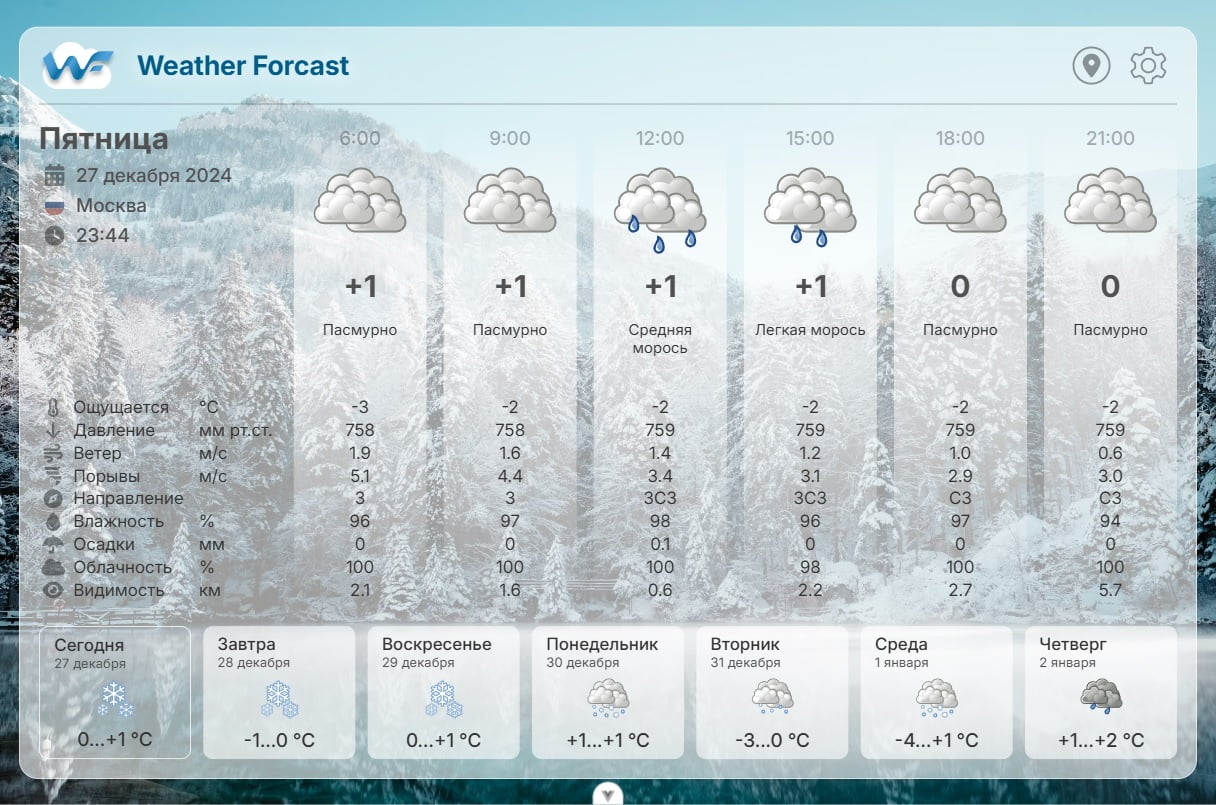 WF Weather Forcast
Пятница
27 декабря 2024
Москва
23:44
6:00 9:00 12:00 15:00 18:00 21:00
+1 +1 +1 +1 0 0
Пасмурно Пасмурно Средняя морось Легкая морось Пасмурно Пасмурно
Ощущается °C -3 -2 -2 -2 -2 -2
Давление мм рт.ст. 758 758 759 759 759 759
Ветер м/с 1.9 1.6 1.4 1.2 1.0 0.6
Порывы м/с 5.1 4.4 3.4 3.1 2.9 3.0
Направление З З ЗСЗ ЗСЗ СЗ СЗ
Влажность % 96 97 98 96 97 94
Осадки мм 0 0 0.1 0 0 0
Облачность % 100 100 100 98 100 100
Видимость км 2.1 1.6 0.6 2.2 2.7 5.7
Сегодня Завтра Воскресенье Понедельник Вторник Среда Четверг
27 декабря 28 декабря 29 декабря 30 декабря 31 декабря 1 января 2 января
0...+1 °C -1...0 °C 0...+1 °C +1...+1 °C -3...0 °C -4...+1 °C +1...+2 °C